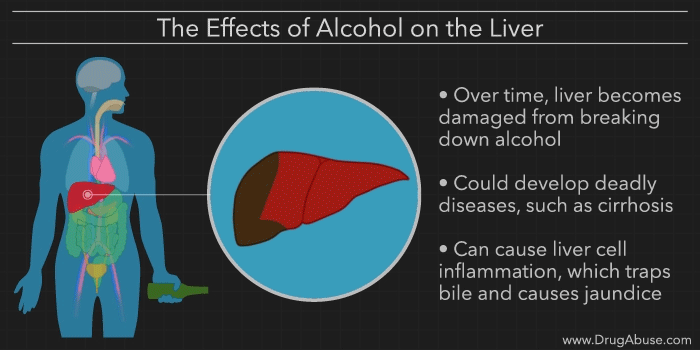 The Effects of Alcohol on the Liver
• Over time, liver becomes
damaged from breaking
down alcohol
• Could develop deadly
diseases, such as cirrhosis
• Can cause liver cell
inflammation, which traps
bile and causes jaundice
www.DrugAbuse.com